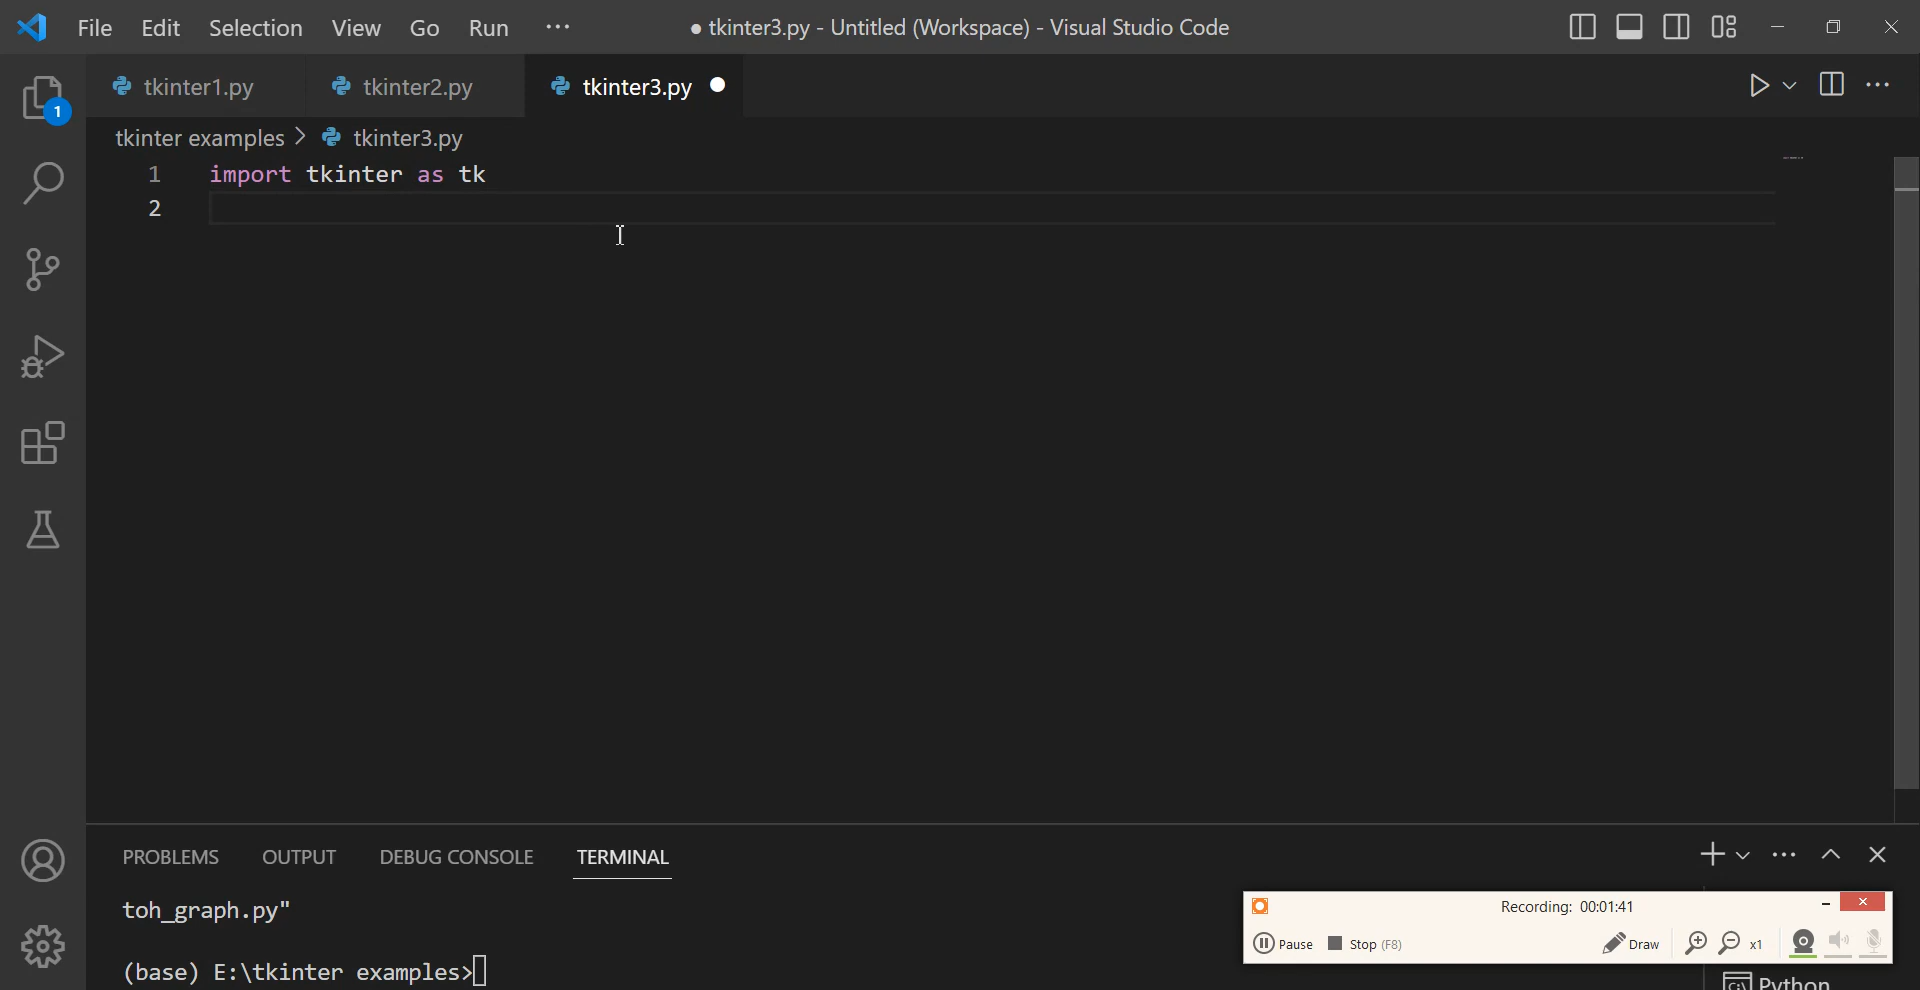 File Edit Selection View Go Run ··· ● tkinter3.py - Untitled (Workspace) - Visual Studio Code
tkinter1.py tkinter2.py tkinter3.py
1
tkinter examples > tkinter3.py
1 import tkinter as tk
2
PROBLEMS OUTPUT DEBUG CONSOLE TERMINAL
toh_graph.py"
Recording: 00:01:41
Pause Stop (F8) Draw x1
(base) E:\tkinter examples>
Python